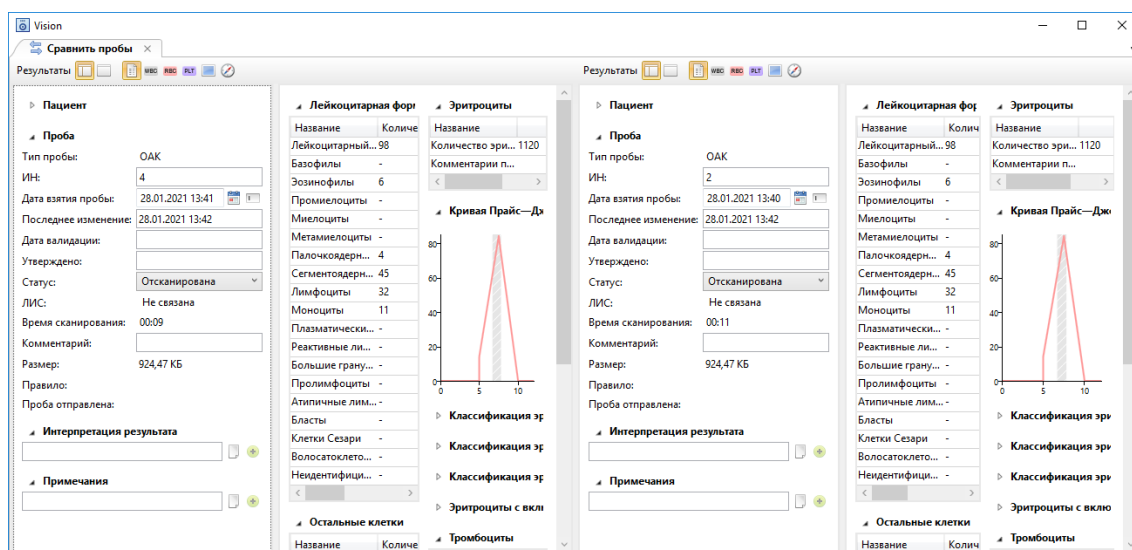 Vision
Сравнить пробы
Результаты WBC RBC PLT
Пациент
Проба
Тип пробы: ОАК
ИН: 4
Дата взятия пробы: 28.01.2021 13:41
Последнее изменение: 28.01.2021 13:42
Дата валидации:
Утверждено:
Статус: Отсканирована
ЛИС: Не связана
Время сканирования: 00:09
Комментарий:
Размер: 924,47 КБ
Правило:
Проба отправлена:
Интерпретация результата
Примечания
Лейкоцитарная форм
Название Количе
Лейкоцитарный... 98
Базофилы -
Эозинофилы 6
Промиелоциты -
Миелоциты -
Метамиелоциты -
Палочкоядерн... 4
Сегментоядерн... 45
Лимфоциты 32
Моноциты 11
Плазматически... -
Реактивные ли... -
Большие грану... -
Пролимфоциты -
Атипичные лим... -
Бласты -
Клетки Сезари -
Волосатоклето... -
Неидентифици... -
Остальные клетки
Название Количе
Эритроциты
Название
Количество эри... 1120
Комментарии п...
Кривая Прайс—Дж
80
60
40
20
0
0 5 10
Классификация эр
Классификация эр
Классификация эр
Эритроциты с вклю
Тромбоциты
Результаты WBC RBC PLT
Пациент
Проба
Тип пробы: ОАК
ИН: 2
Дата взятия пробы: 28.01.2021 13:40
Последнее изменение: 28.01.2021 13:42
Дата валидации:
Утверждено:
Статус: Отсканирована
ЛИС: Не связана
Время сканирования: 00:11
Комментарий:
Размер: 924,47 КБ
Правило:
Проба отправлена:
Интерпретация результата
Примечания
Лейкоцитарная фор
Название Колич
Лейкоцитарный... 98
Базофилы -
Эозинофилы 6
Промиелоциты -
Миелоциты -
Метамиелоциты -
Палочкоядерн... 4
Сегментоядерн... 45
Лимфоциты 32
Моноциты 11
Плазматически... -
Реактивные ли... -
Большие грану... -
Пролимфоциты -
Атипичные лим... -
Бласты -
Клетки Сезари -
Волосатоклето... -
Неидентифици... -
Остальные клетки
Название Колич
Эритроциты
Название
Количество эри... 1120
Комментарии п...
Кривая Прайс—Дже
80
60
40
20
0
0 5 10
Классификация эри
Классификация эри
Классификация эри
Эритроциты с вклю
Тромбоциты